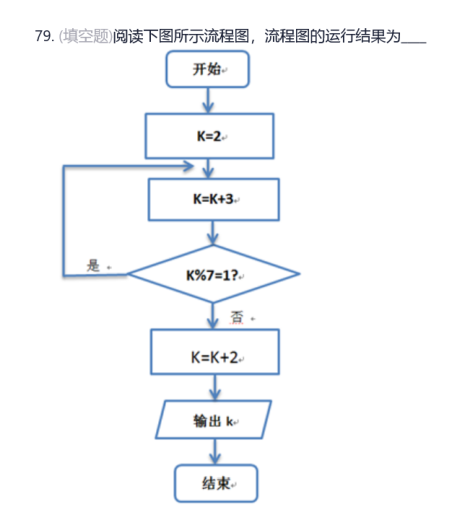 79. (填空题)阅读下图所示流程图，流程图的运行结果为____
开始
K=2
K=K+3
K%7=1?
是
否
K=K+2
输出 k
结束